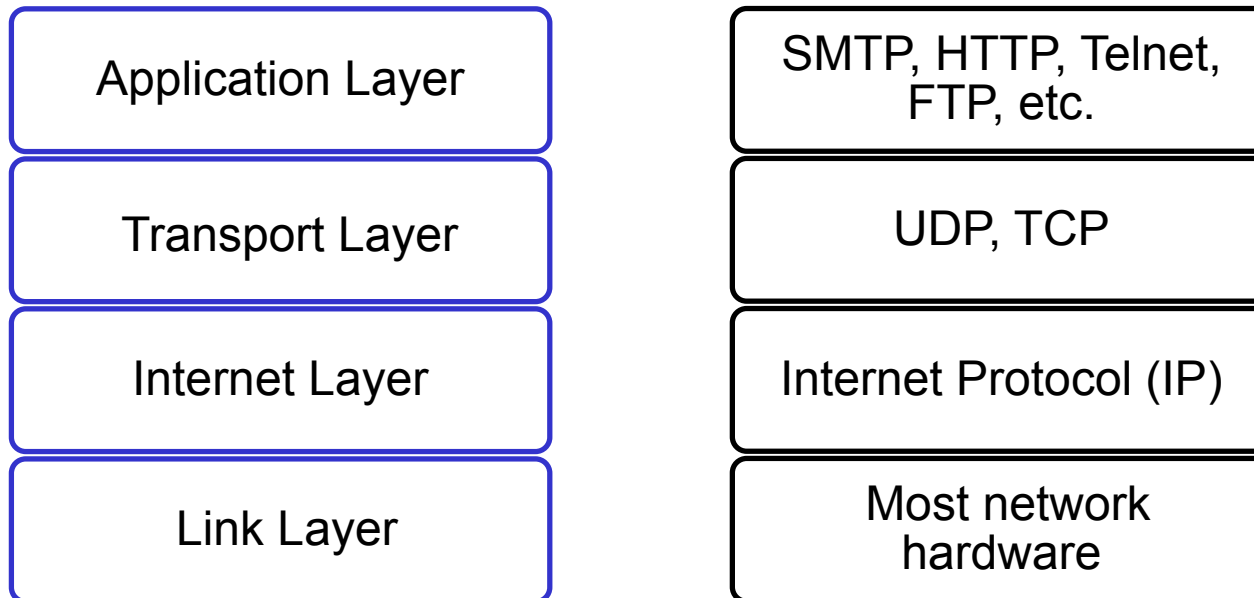 Application Layer
SMTP, HTTP, Telnet,
FTP, etc.
Transport Layer
UDP, TCP
Internet Layer
Internet Protocol (IP)
Link Layer
Most network
hardware